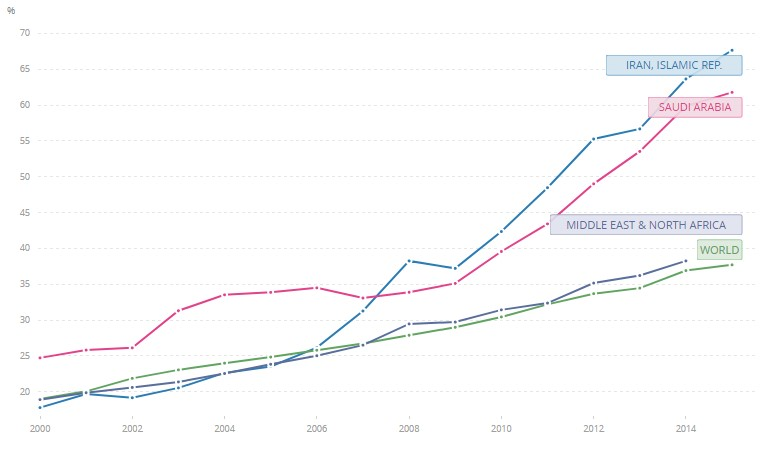 %
70
65
60
55
50
45
40
35
30
25
20
IRAN, ISLAMIC REP.
SAUDI ARABIA
MIDDLE EAST & NORTH AFRICA
WORLD
2000 2002 2004 2006 2008 2010 2012 2014